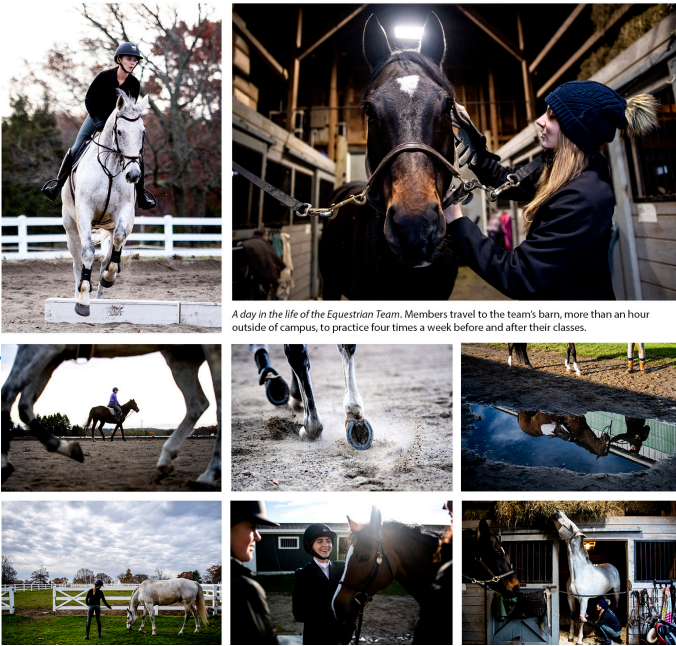 A day in the life of the Equestrian Team. Members travel to the team’s barn, more than an hour
outside of campus, to practice four times a week before and after their classes.